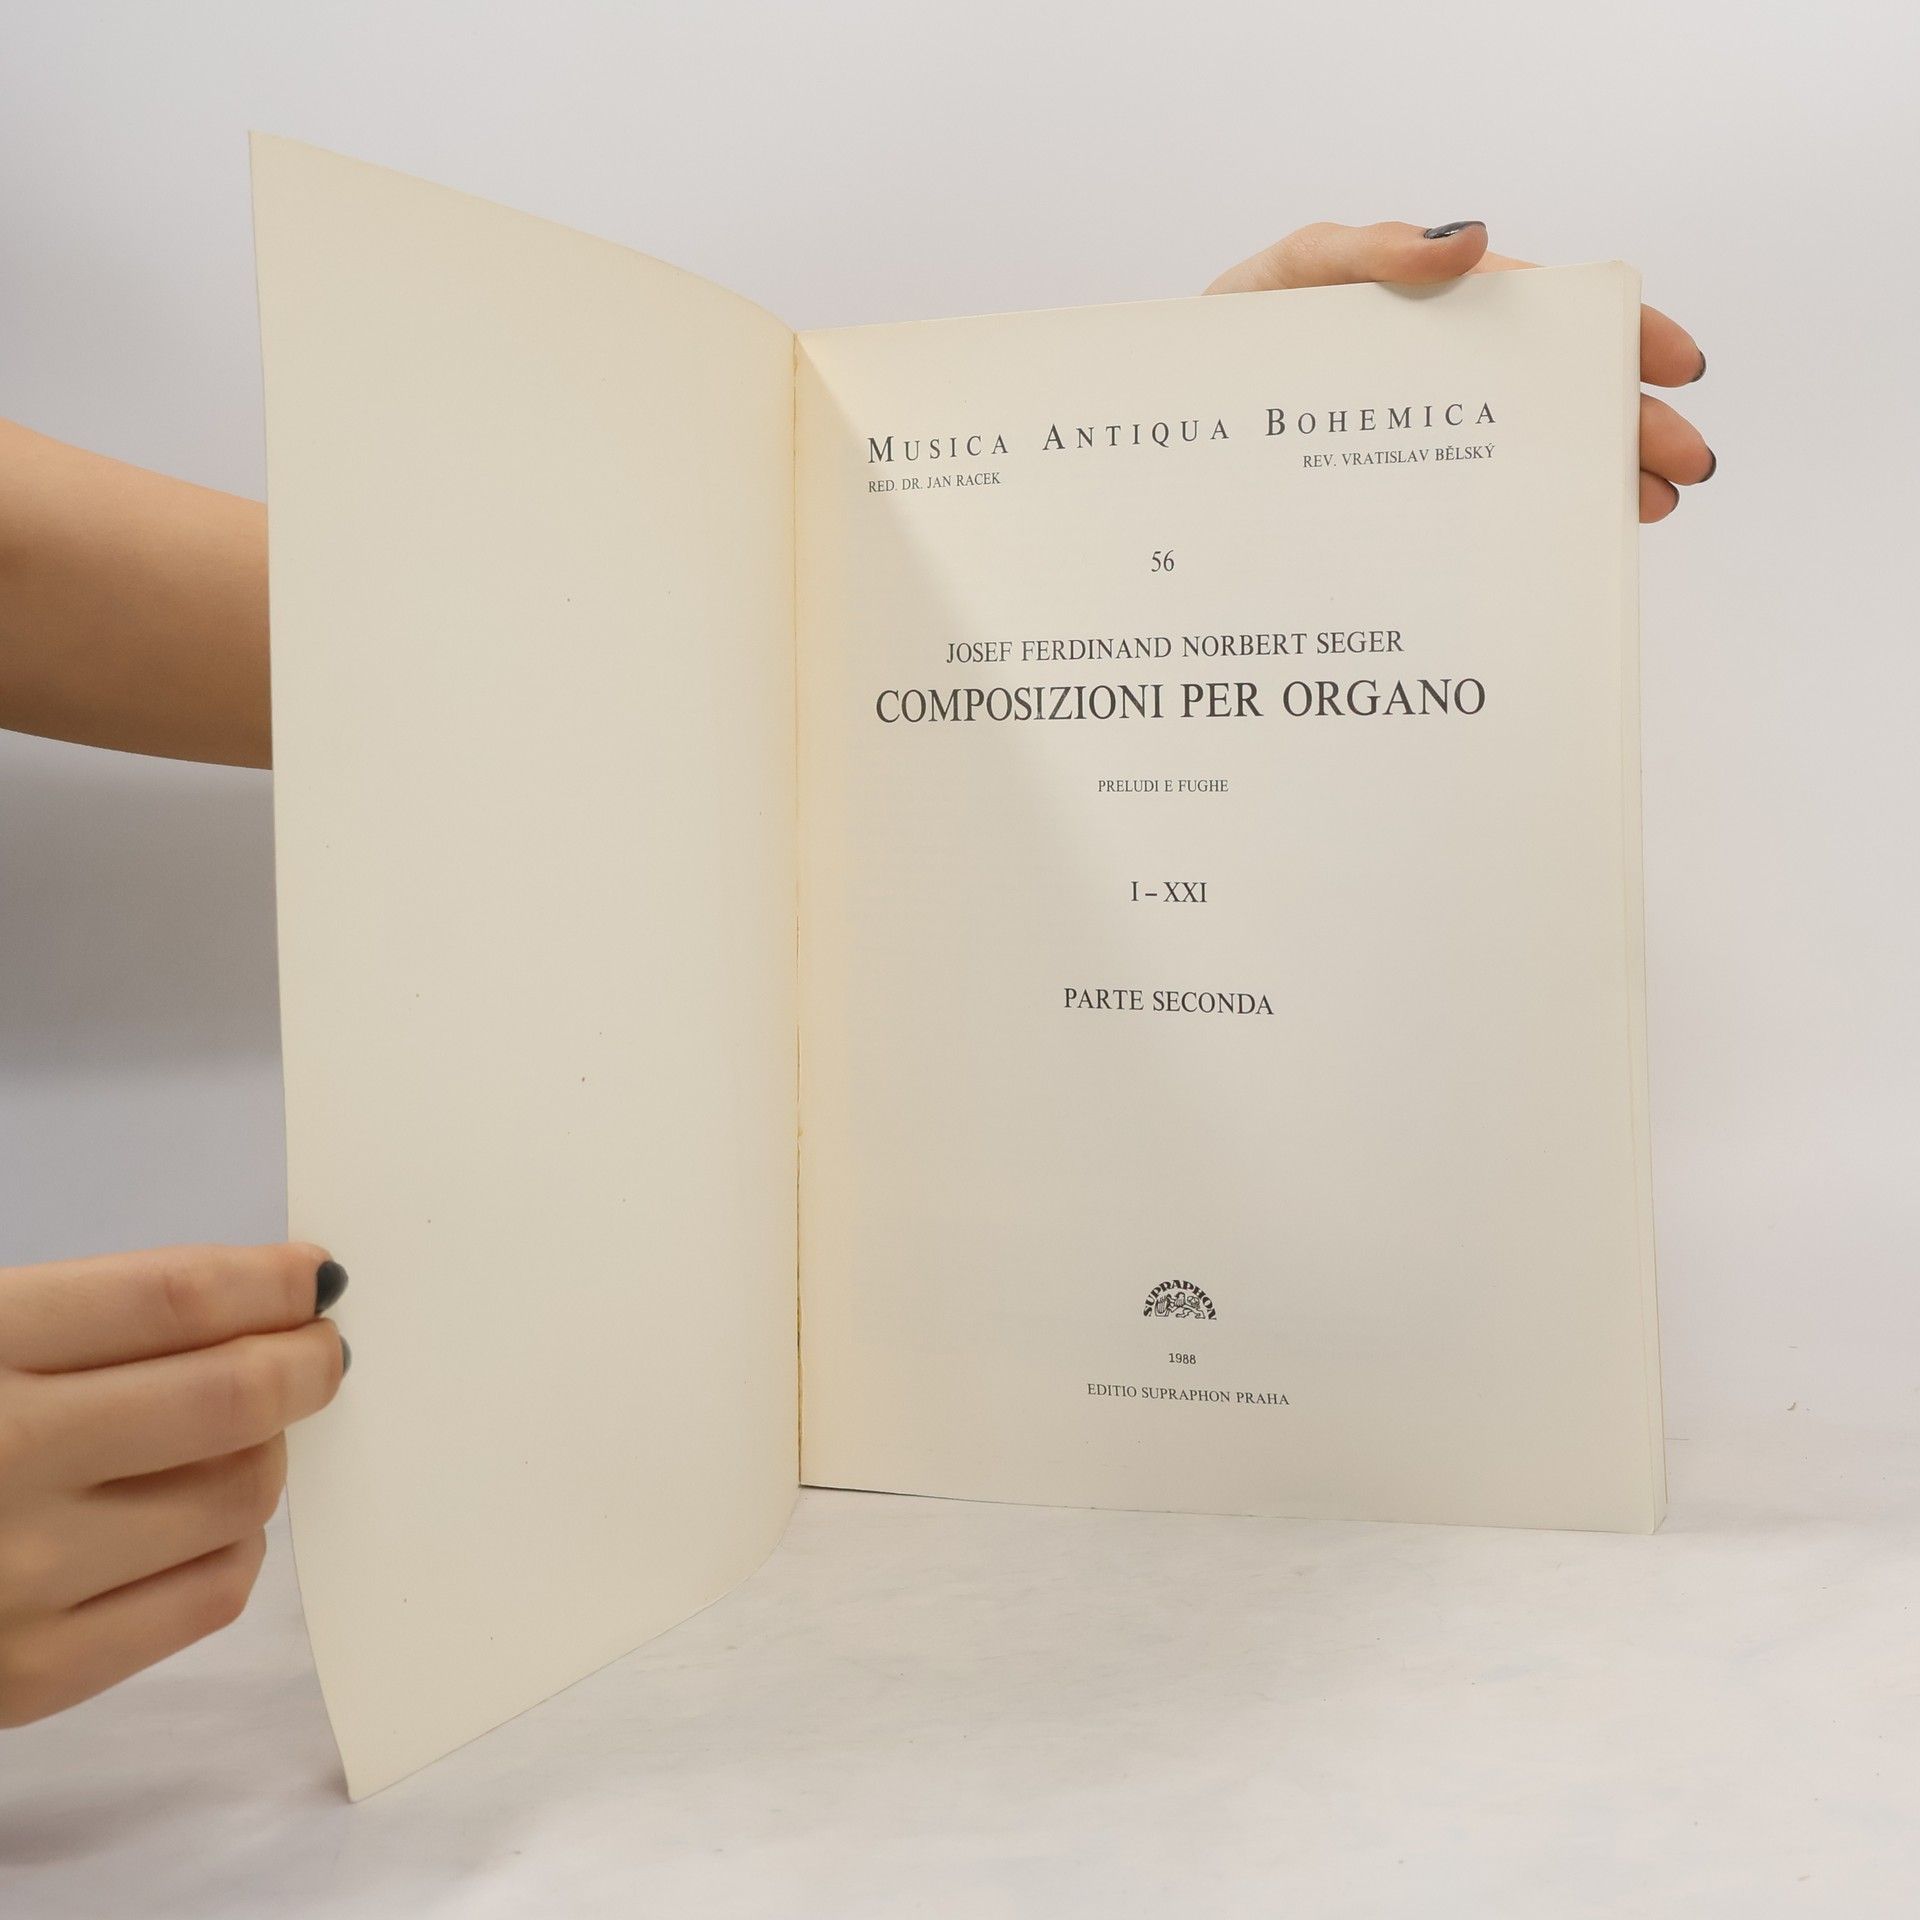 MUSICA ANTIQUA BOHEMICA
RED. DR. JAN RACEK REV. VRATISLAV BĚLSKÝ
56
JOSEF FERDINAND NORBERT SEGER
COMPOSIZIONI PER ORGANO
PRELUDI E FUGHE
I – XXI
PARTE SECONDA
SUPRAPHON
1988
EDITIO SUPRAPHON PRAHA